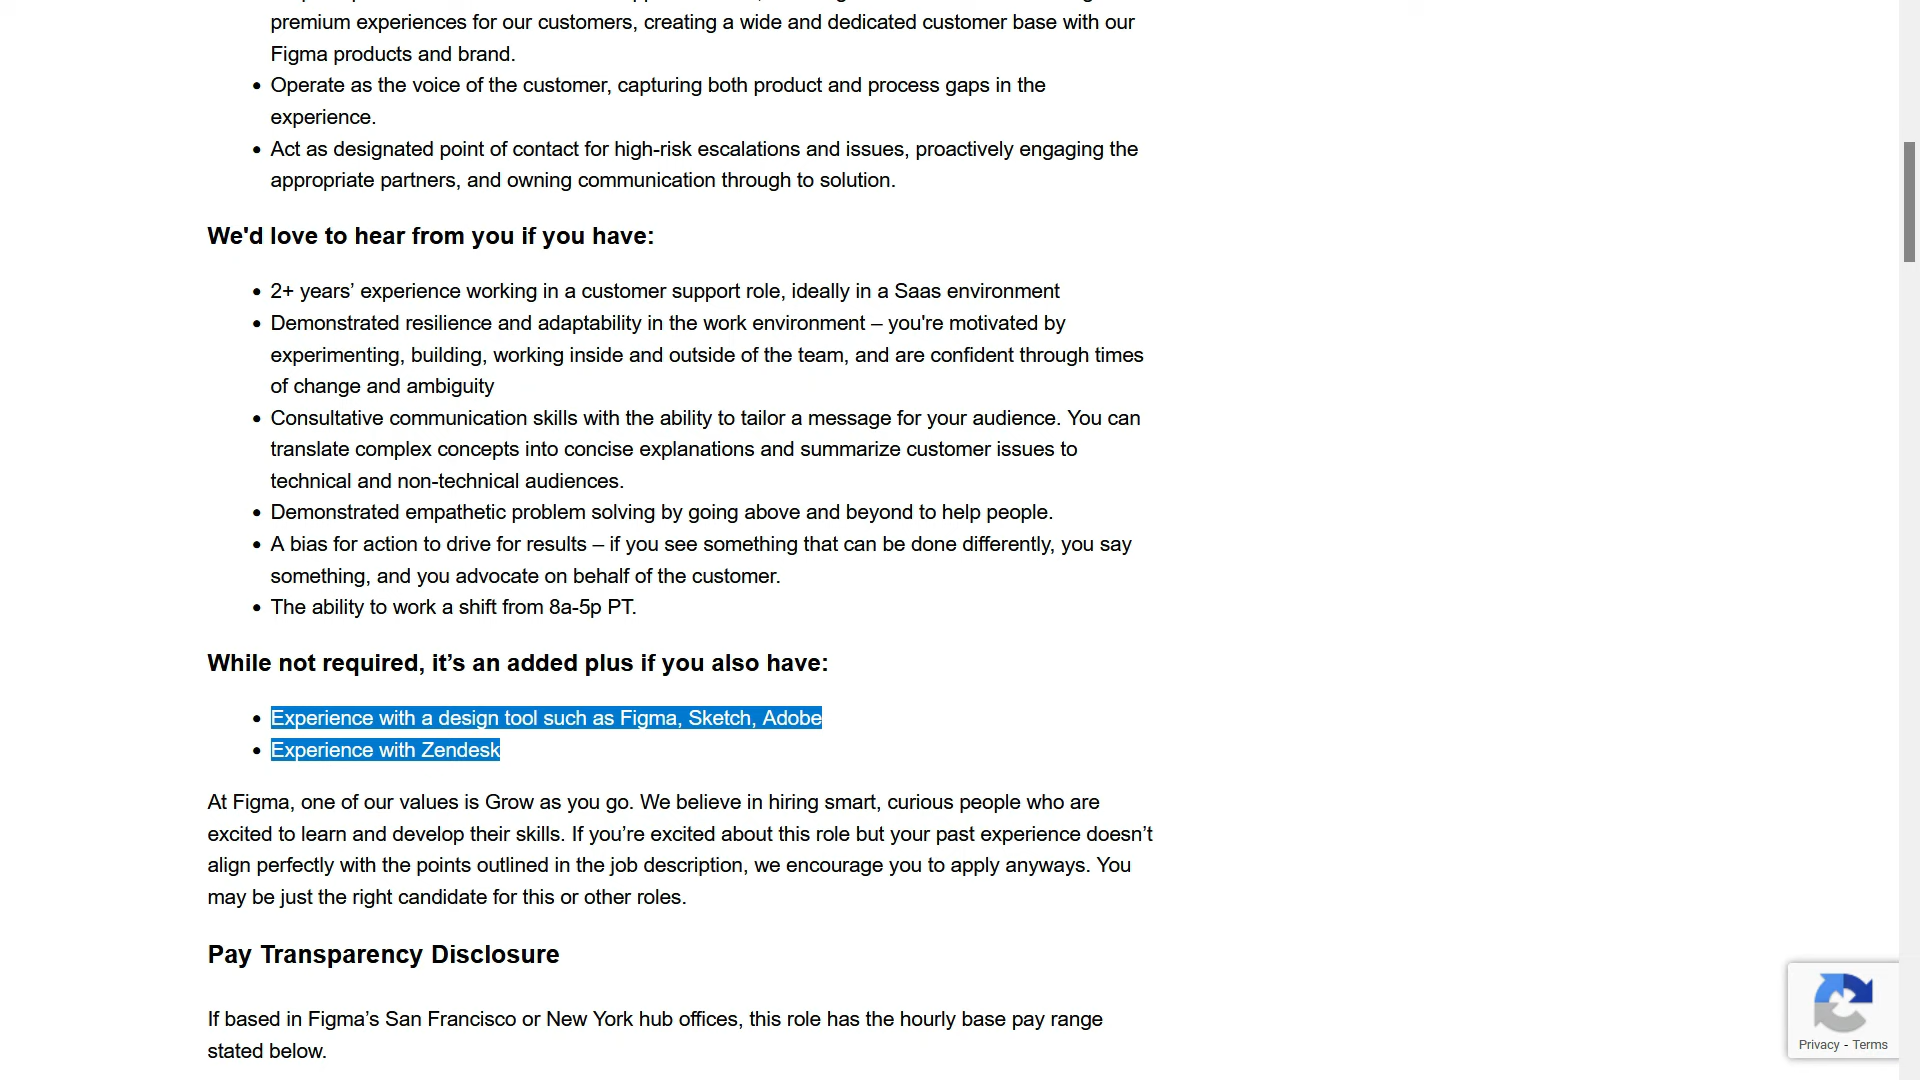 premium experiences for our customers, creating a wide and dedicated customer base with our
Figma products and brand.
Operate as the voice of the customer, capturing both product and process gaps in the
experience.
Act as designated point of contact for high-risk escalations and issues, proactively engaging the
appropriate partners, and owning communication through to solution.
We'd love to hear from you if you have:
2+ years’ experience working in a customer support role, ideally in a Saas environment
Demonstrated resilience and adaptability in the work environment – you're motivated by
experimenting, building, working inside and outside of the team, and are confident through times
of change and ambiguity
Consultative communication skills with the ability to tailor a message for your audience. You can
translate complex concepts into concise explanations and summarize customer issues to
technical and non-technical audiences.
Demonstrated empathetic problem solving by going above and beyond to help people.
A bias for action to drive for results – if you see something that can be done differently, you say
something, and you advocate on behalf of the customer.
The ability to work a shift from 8a-5p PT.
While not required, it’s an added plus if you also have:
Experience with a design tool such as Figma, Sketch, Adobe
Experience with Zendesk
At Figma, one of our values is Grow as you go. We believe in hiring smart, curious people who are
excited to learn and develop their skills. If you’re excited about this role but your past experience doesn’t
align perfectly with the points outlined in the job description, we encourage you to apply anyways. You
may be just the right candidate for this or other roles.
Pay Transparency Disclosure
If based in Figma’s San Francisco or New York hub offices, this role has the hourly base pay range
stated below.
Privacy - Terms